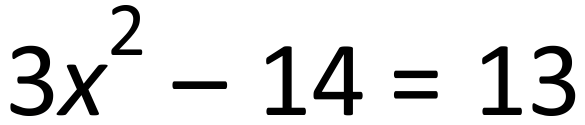 3x² − 14 = 13